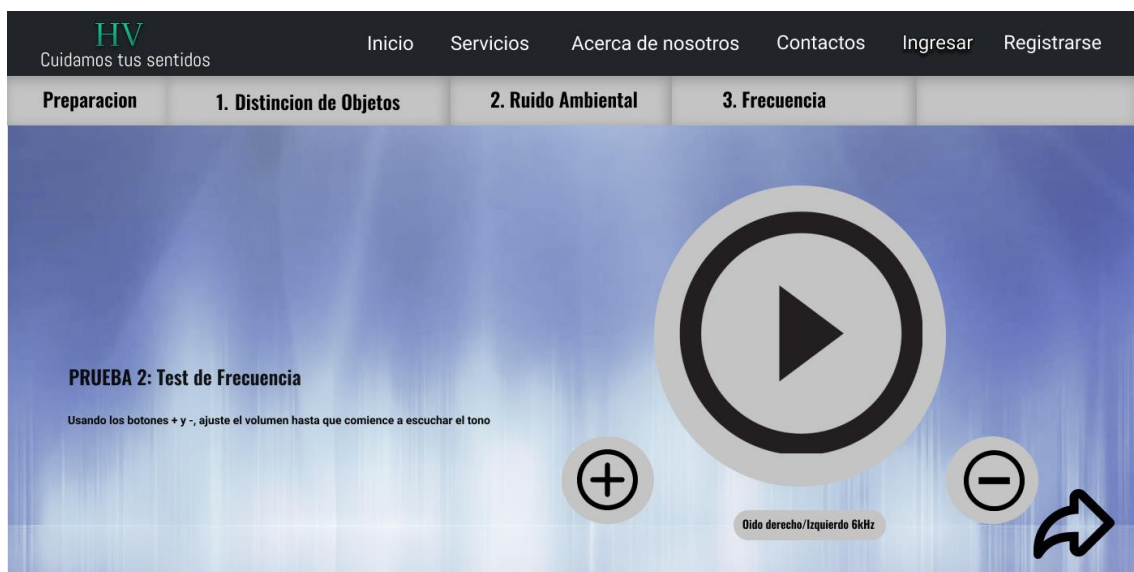 HV
Cuidamos tus sentidos
Inicio Servicios Acerca de nosotros Contactos Ingresar Registrarse
Preparacion 1. Distincion de Objetos 2. Ruido Ambiental 3. Frecuencia
PRUEBA 2: Test de Frecuencia
Usando los botones + y -, ajuste el volumen hasta que comience a escuchar el tono
Oido derecho/Izquierdo 6kHz